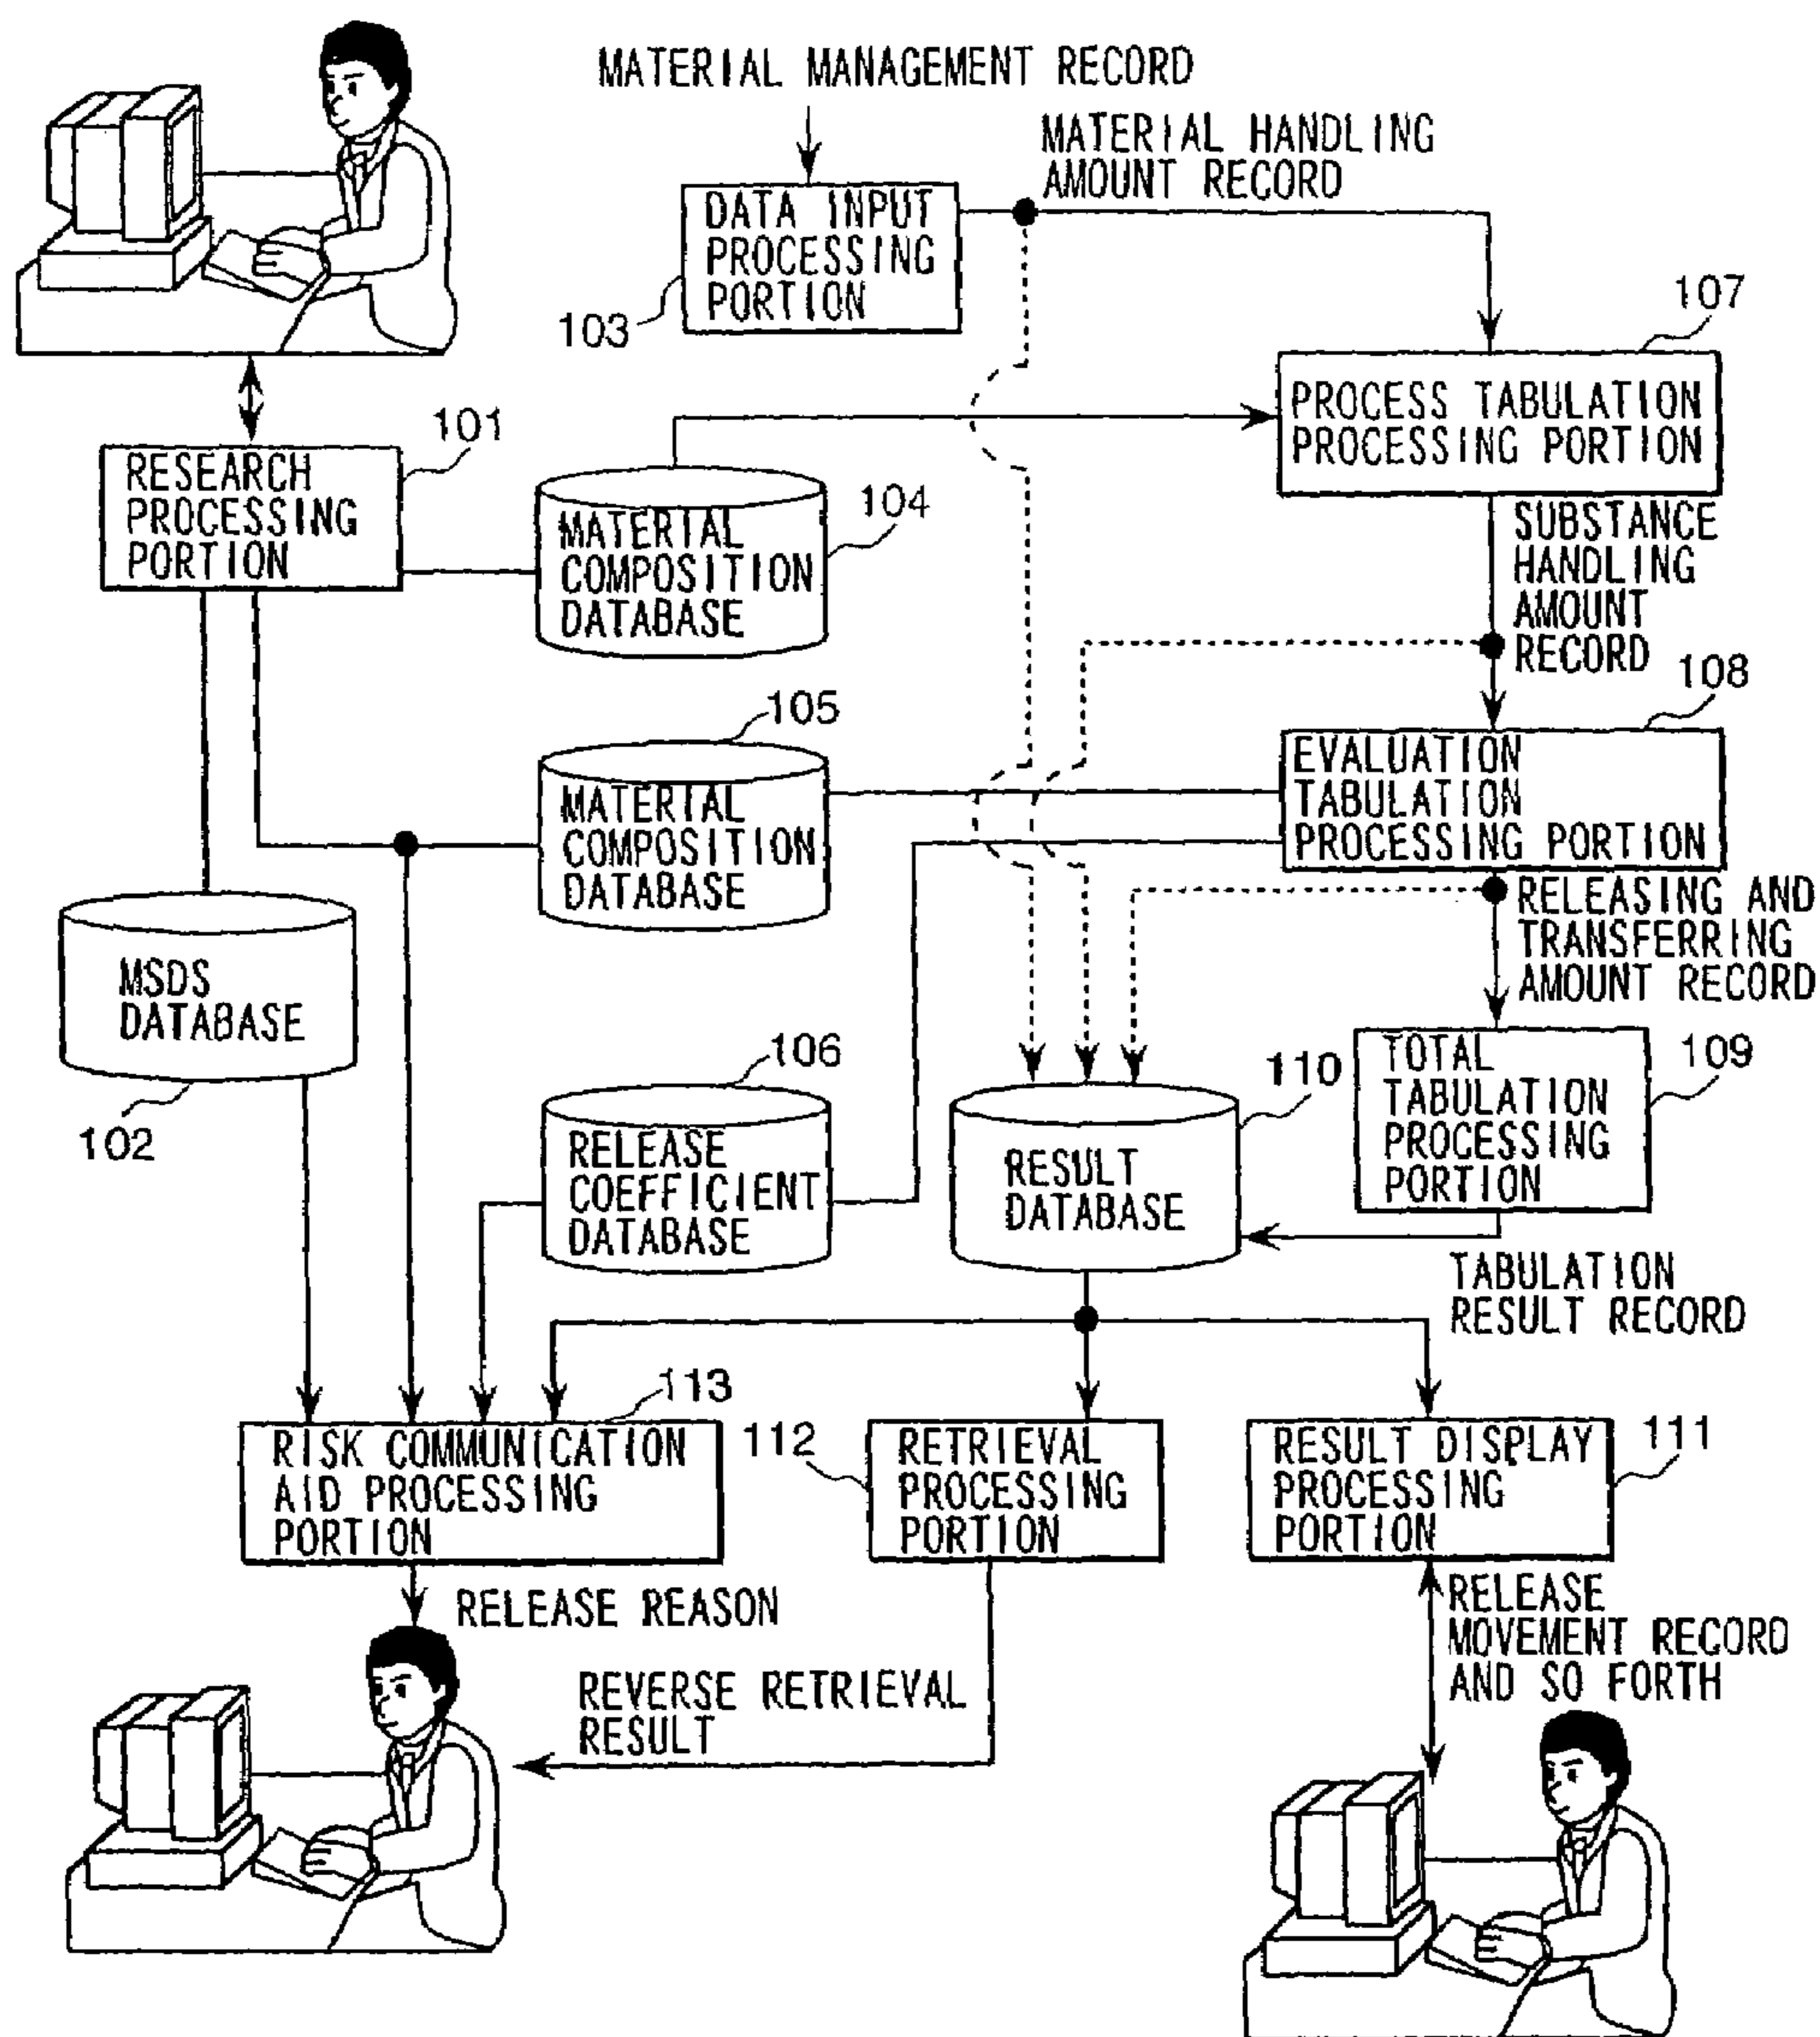 MATERIAL MANAGEMENT RECORD
MATERIAL HANDLING
AMOUNT RECORD
DATA INPUT
PROCESSING
PORTION
103
107
PROCESS TABULATION
PROCESSING PORTION
101
RESEARCH
PROCESSING
PORTION
104
MATERIAL
COMPOSITION
DATABASE
SUBSTANCE
HANDLING
AMOUNT
RECORD
108
105
EVALUATION
TABULATION
PROCESSING PORTION
MATERIAL
COMPOSITION
DATABASE
RELEASING AND
TRANSFERRING
AMOUNT RECORD
MSDS
DATABASE
102
106
RELEASE
COEFFICIENT
DATABASE
110
RESULT
DATABASE
TOTAL
TABULATION
PROCESSING
PORTION
109
TABULATION
RESULT RECORD
113
RISK COMMUNICATION
AID PROCESSING
PORTION
112
RETRIEVAL
PROCESSING
PORTION
RESULT DISPLAY
PROCESSING
PORTION
111
RELEASE REASON
RELEASE
MOVEMENT RECORD
AND SO FORTH
REVERSE RETRIEVAL
RESULT